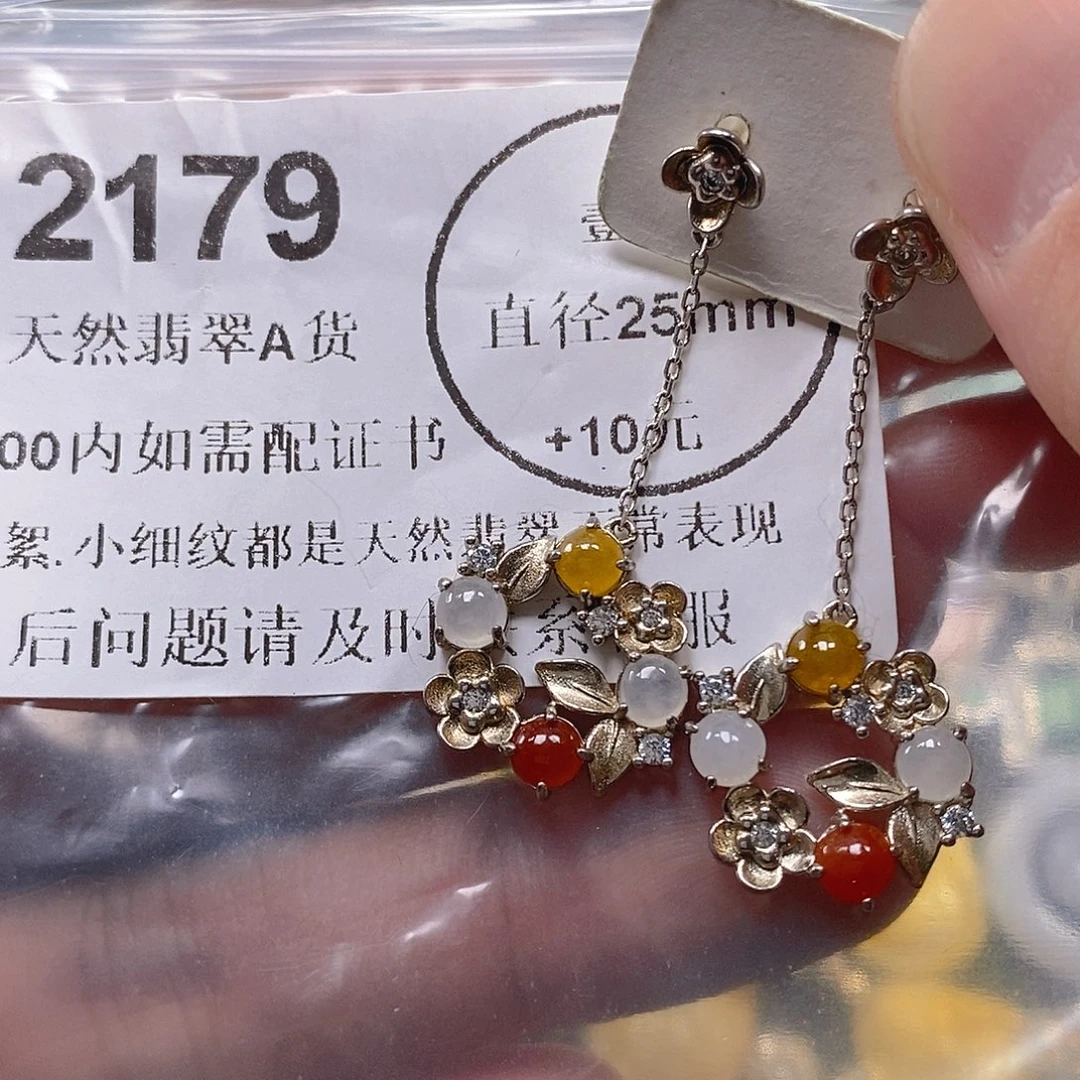 2179
天然翡翠A货
00内如需配证书
絮.小细纹都是天然翡翠正常表现
后问题请及时联系客服
壹
直径25mm
+10元